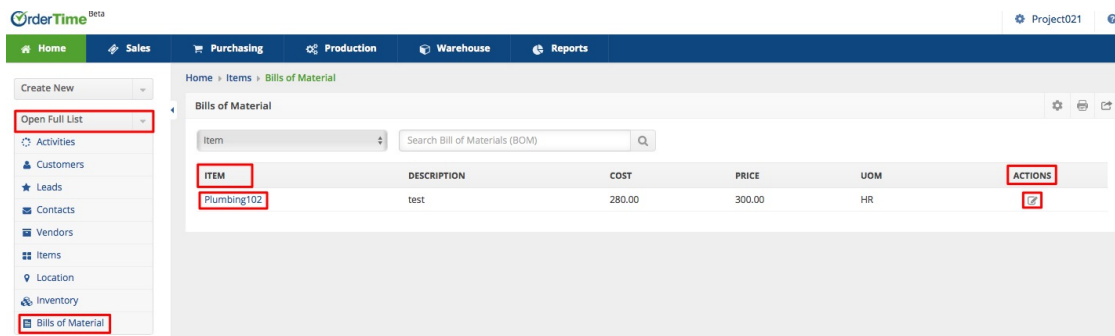 OrderTime Beta
Project021
Home Sales Purchasing Production Warehouse Reports
Home Items Bills of Material
Create New
Bills of Material
Open Full List
Item Search Bill of Materials (BOM)
Activities
Customers
ITEM DESCRIPTION COST PRICE UOM ACTIONS
Leads
Plumbing102 test 280.00 300.00 HR
Contacts
Vendors
Items
Location
Inventory
Bills of Material